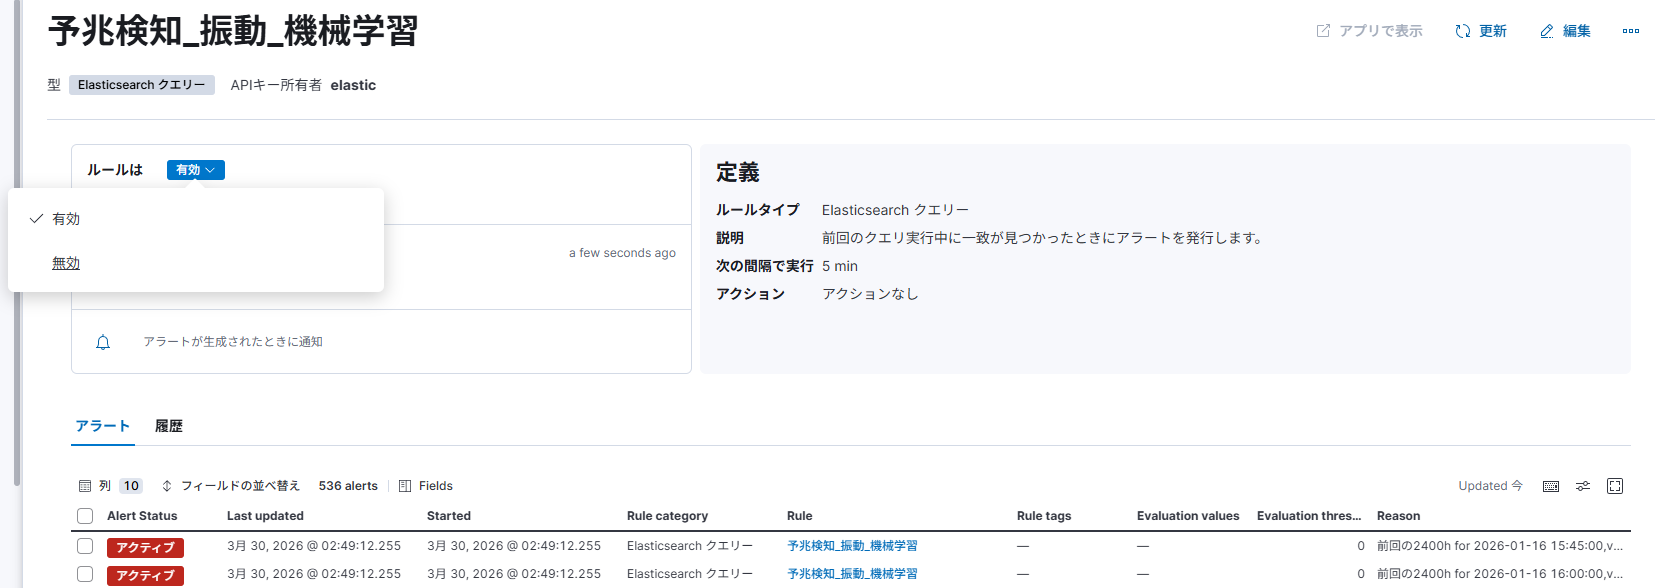 予兆検知_振動_機械学習
アプリで表示 更新 編集
型 Elasticsearch クエリー APIキー所有者 elastic
ルールは 有効
有効
無効
a few seconds ago
アラートが生成されたときに通知
定義
ルールタイプ Elasticsearch クエリー
説明 前回のクエリ実行中に一致が見つかったときにアラートを発行します。
次の間隔で実行 5 min
アクション アクションなし
アラート 履歴
列 10 フィールドの並べ替え 536 alerts Fields Updated 今
Alert Status Last updated Started Rule category Rule Rule tags Evaluation values Evaluation thres... Reason
アクティブ 3月 30, 2026 @ 02:49:12.255 3月 30, 2026 @ 02:49:12.255 Elasticsearch クエリー 予兆検知_振動_機械学習 — — 0 前回の2400h for 2026-01-16 15:45:00,v...
アクティブ 3月 30, 2026 @ 02:49:12.255 3月 30, 2026 @ 02:49:12.255 Elasticsearch クエリー 予兆検知_振動_機械学習 — — 0 前回の2400h for 2026-01-16 16:00:00,v...